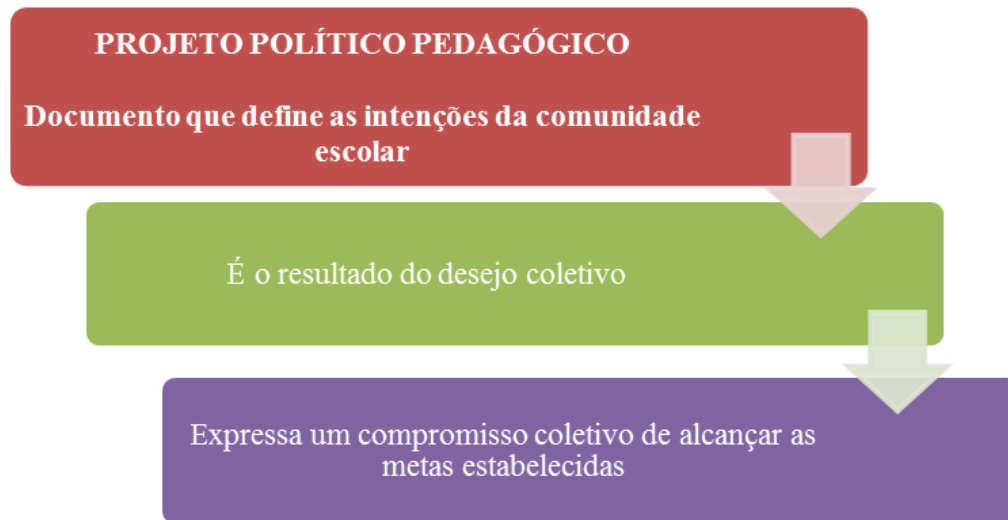 PROJETO POLÍTICO PEDAGÓGICO
Documento que define as intenções da comunidade
escolar
É o resultado do desejo coletivo
Expressa um compromisso coletivo de alcançar as
metas estabelecidas